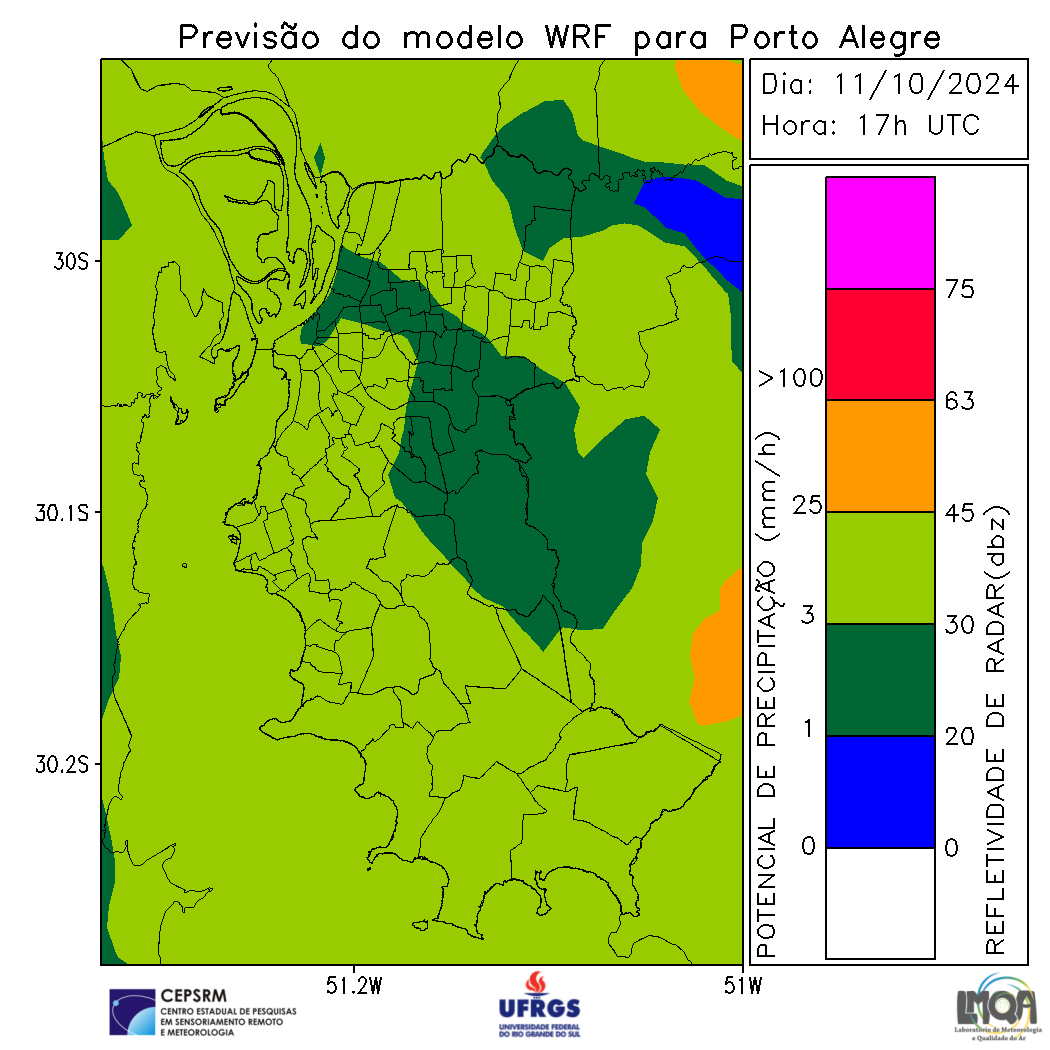 Previsão do modelo WRF para Porto Alegre
Dia: 11/10/2024
Hora: 17h UTC
30S
30.1S
30.2S
51.2W
51W
POTENCIAL DE PRECIPITAÇÃO (mm/h)
>100
25
3
1
0
75
63
45
30
20
0
REFLETIVIDADE DE RADAR(dbz)
CEPSRM
CENTRO ESTADUAL DE PESQUISAS
EM SENSORIAMENTO REMOTO
E METEOROLOGIA
UFRGS
UNIVERSIDADE FEDERAL
DO RIO GRANDE DO SUL
LMQA
Laboratório de Meteorologia
e Qualidade do Ar